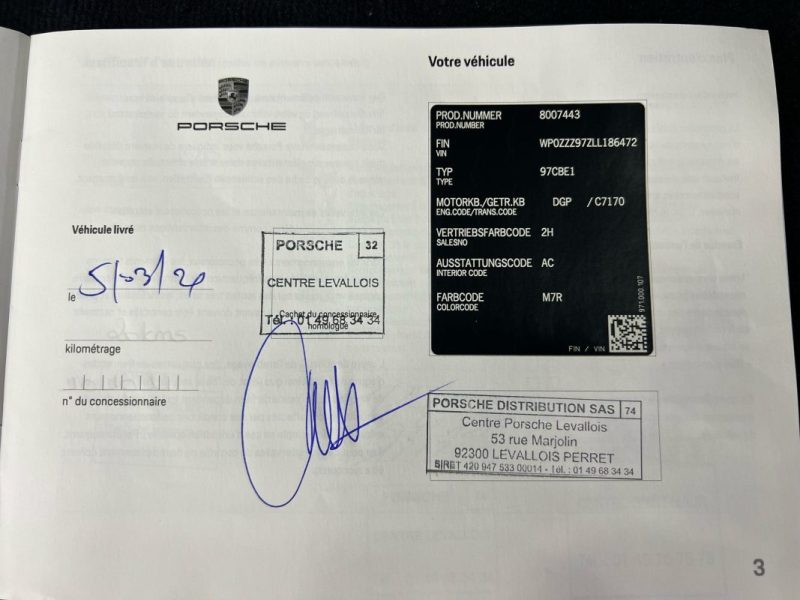 Votre véhicule
PORSCHE
PROD.NUMMER 8007443
PROD.NUMBER
FIN WP0ZZZ97ZLL186472
VIN
TYP 97CBE1
TYPE
MOTORKB./GETR.KB DGP / C7170
ENG.CODE/TRANS.CODE
VERTRIEBSFARBCODE 2H
SALESNO
AUSSTATTUNGSCODE AC
INTERIOR CODE
FARBCODE M7R
COLORCODE
971.000.107
FIN / VIN
Véhicule livré
le 5/03/20
kilométrage
n° du concessionnaire
PORSCHE 32
CENTRE LEVALLOIS
Cachet du concessionnaire
Tél. : 01 49 68 34 34
homologué
PORSCHE DISTRIBUTION SAS 74
Centre Porsche Levallois
53 rue Marjolin
92300 LEVALLOIS PERRET
SIRET 420 947 533 00014 - Tél. : 01 49 68 34 34
3